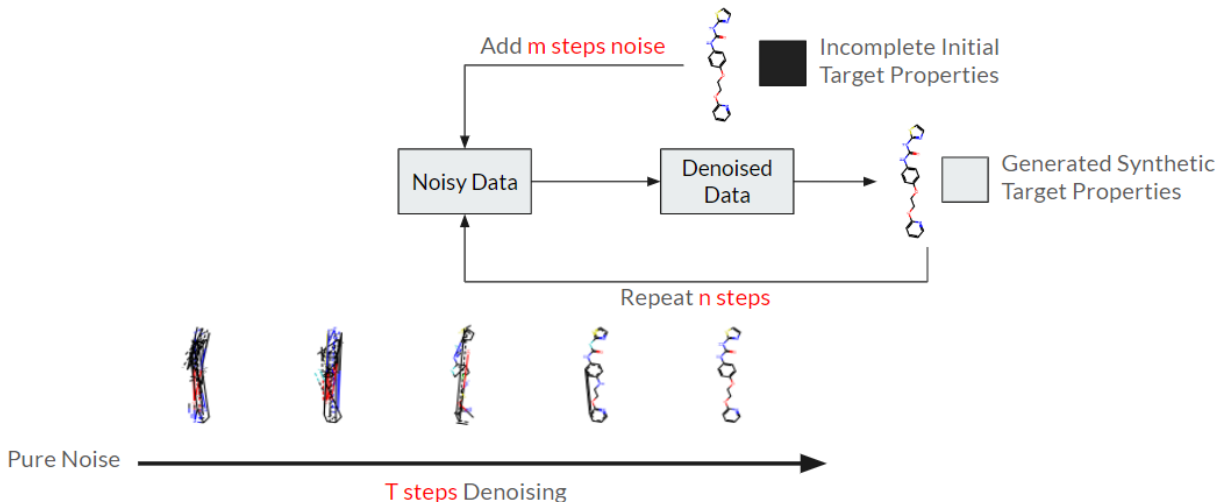 Add m steps noise
Incomplete Initial
Target Properties
Noisy Data
Denoised
Data
Generated Synthetic
Target Properties
Repeat n steps
Pure Noise
T steps Denoising